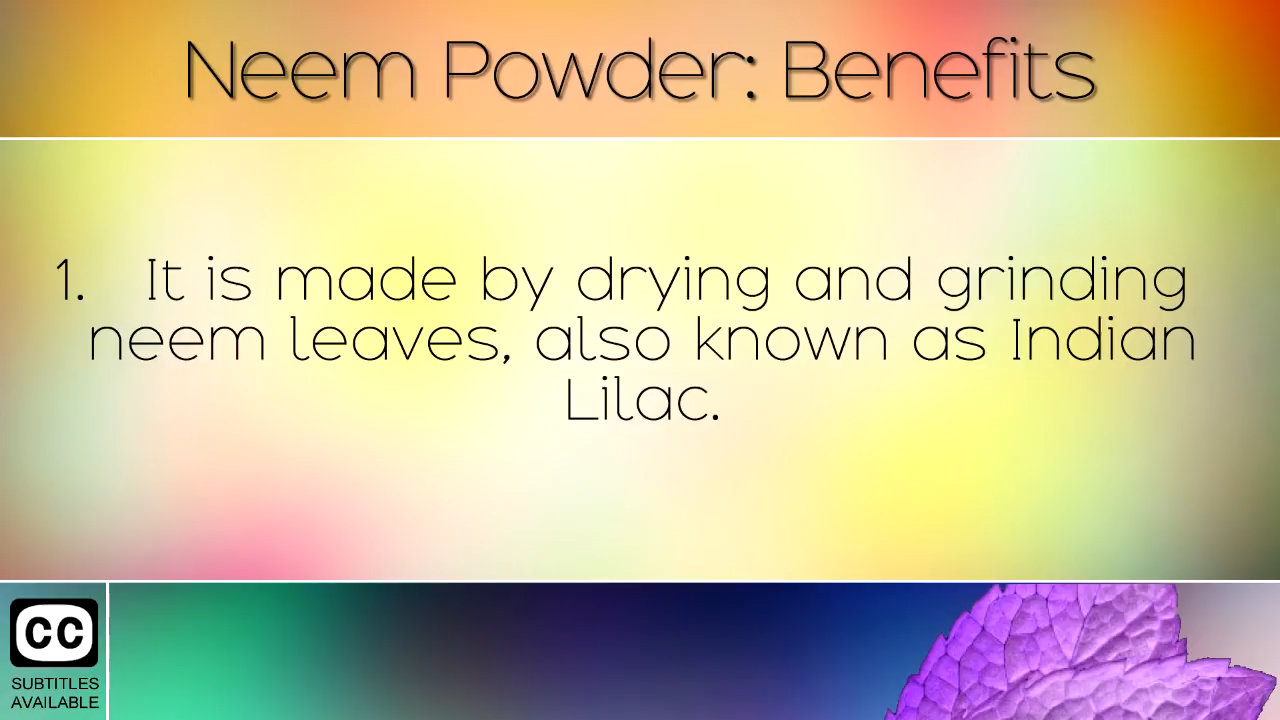 Neem Powder: Benefits
1. It is made by drying and grinding
neem leaves, also known as Indian
Lilac.
CC
SUBTITLES
AVAILABLE